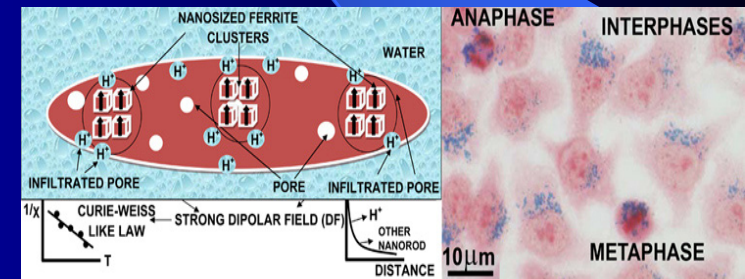 NANOSIZED FERRITE
CLUSTERS
WATER
H⁺
H⁺
H⁺
H⁺
H⁺
H⁺
H⁺
H⁺
H⁺
H⁺
INFILTRATED PORE
PORE
INFILTRATED PORE
1/χ
CURIE-WEISS
LIKE LAW
T
STRONG DIPOLAR FIELD (DF)
H⁺
OTHER
NANOROD
DISTANCE
ANAPHASE
INTERPHASES
METAPHASE
10μm